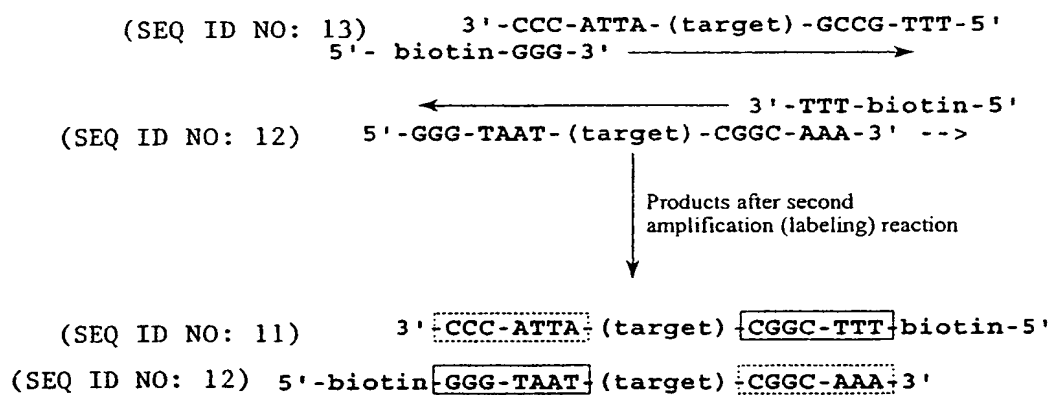 (SEQ ID NO: 13) 3'-CCC-ATTA-(target)-GCCG-TTT-5'
5'- biotin-GGG-3'
3'-TTT-biotin-5'
(SEQ ID NO: 12) 5'-GGG-TAAT-(target)-CGGC-AAA-3' -->
Products after second
amplification (labeling) reaction
(SEQ ID NO: 11) 3'-CCC-ATTA-(target)-CGGC-TTT-biotin-5'
(SEQ ID NO: 12) 5'-biotin-GGG-TAAT-(target)-CGGC-AAA-3'